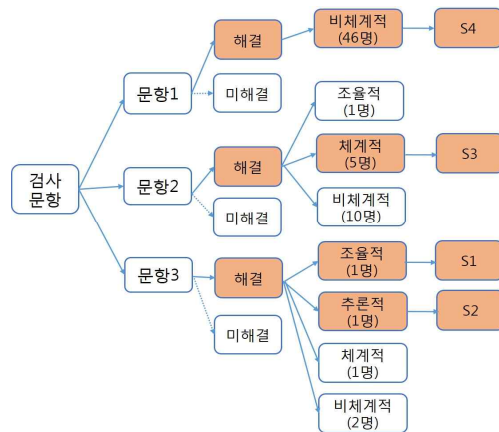 비체계적
(46명)
S4
해결
문항1
미해결
조율적
(1명)
체계적
(5명)
S3
해결
검사
문항
문항2
미해결
비체계적
(10명)
조율적
(1명)
S1
문항3
해결
추론적
(1명)
S2
미해결
체계적
(1명)
비체계적
(2명)